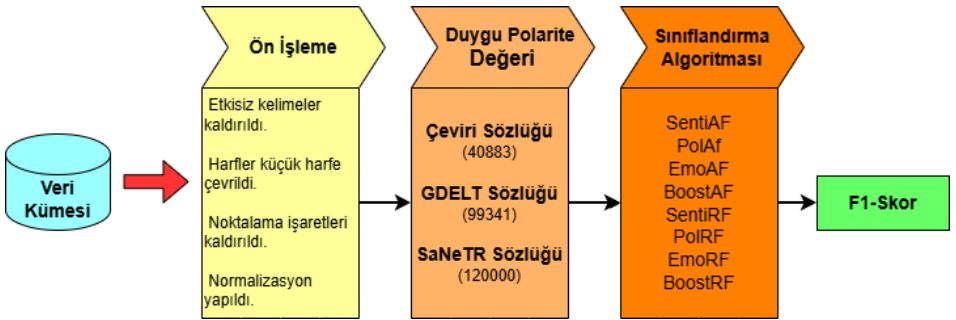 Veri
Kümesi
Ön İşleme
Etkisiz kelimeler
kaldırıldı.
Harfler küçük harfe
çevrildi.
Noktalama işaretleri
kaldırıldı.
Normalizasyon
yapıldı.
Duygu Polarite
Değeri
Çeviri Sözlüğü
(40883)
GDELT Sözlüğü
(99341)
SaNeTR Sözlüğü
(120000)
Sınıflandırma
Algoritması
SentiAF
PolAf
EmoAF
BoostAF
SentiRF
PolRF
EmoRF
BoostRF
F1-Skor